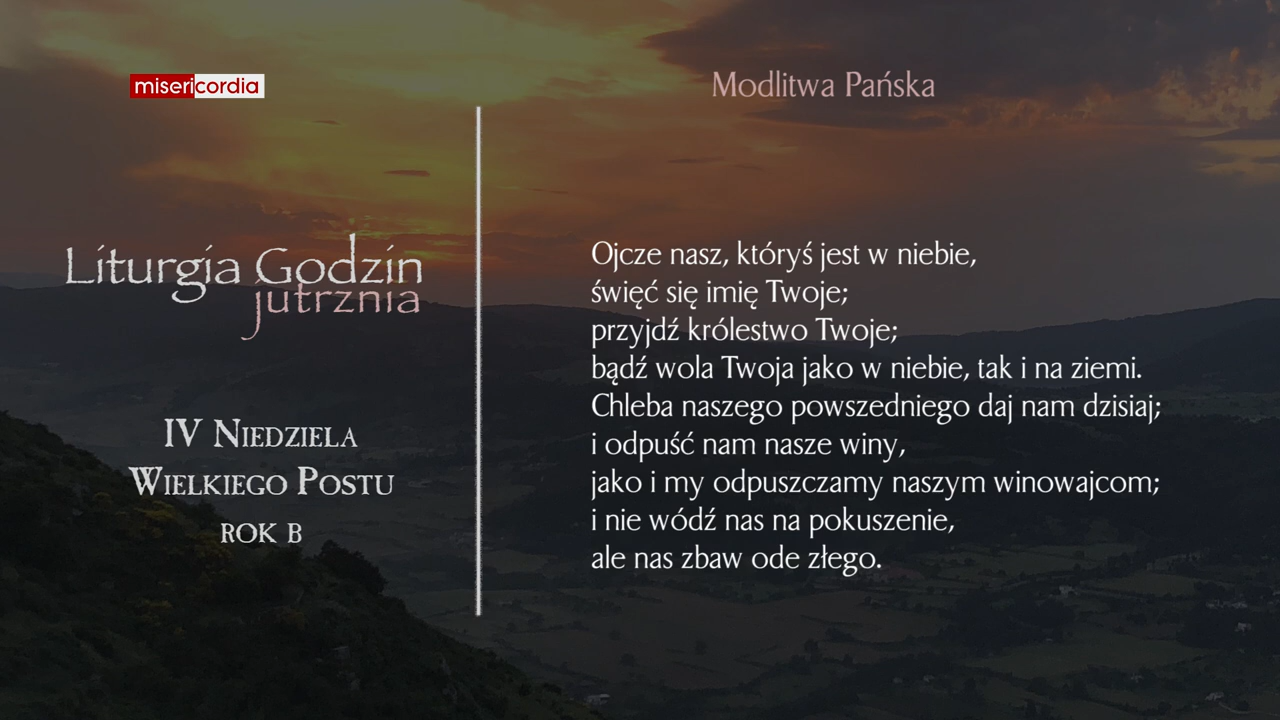 misericordia
Liturgia Godzin
jutrznia
IV Niedziela
Wielkiego Postu
rok B
Modlitwa Pańska
Ojcze nasz, któryś jest w niebie,
święć się imię Twoje;
przyjdź królestwo Twoje;
bądź wola Twoja jako w niebie, tak i na ziemi.
Chleba naszego powszedniego daj nam dzisiaj;
i odpuść nam nasze winy,
jako i my odpuszczamy naszym winowajcom;
i nie wódź nas na pokuszenie,
ale nas zbaw ode złego.